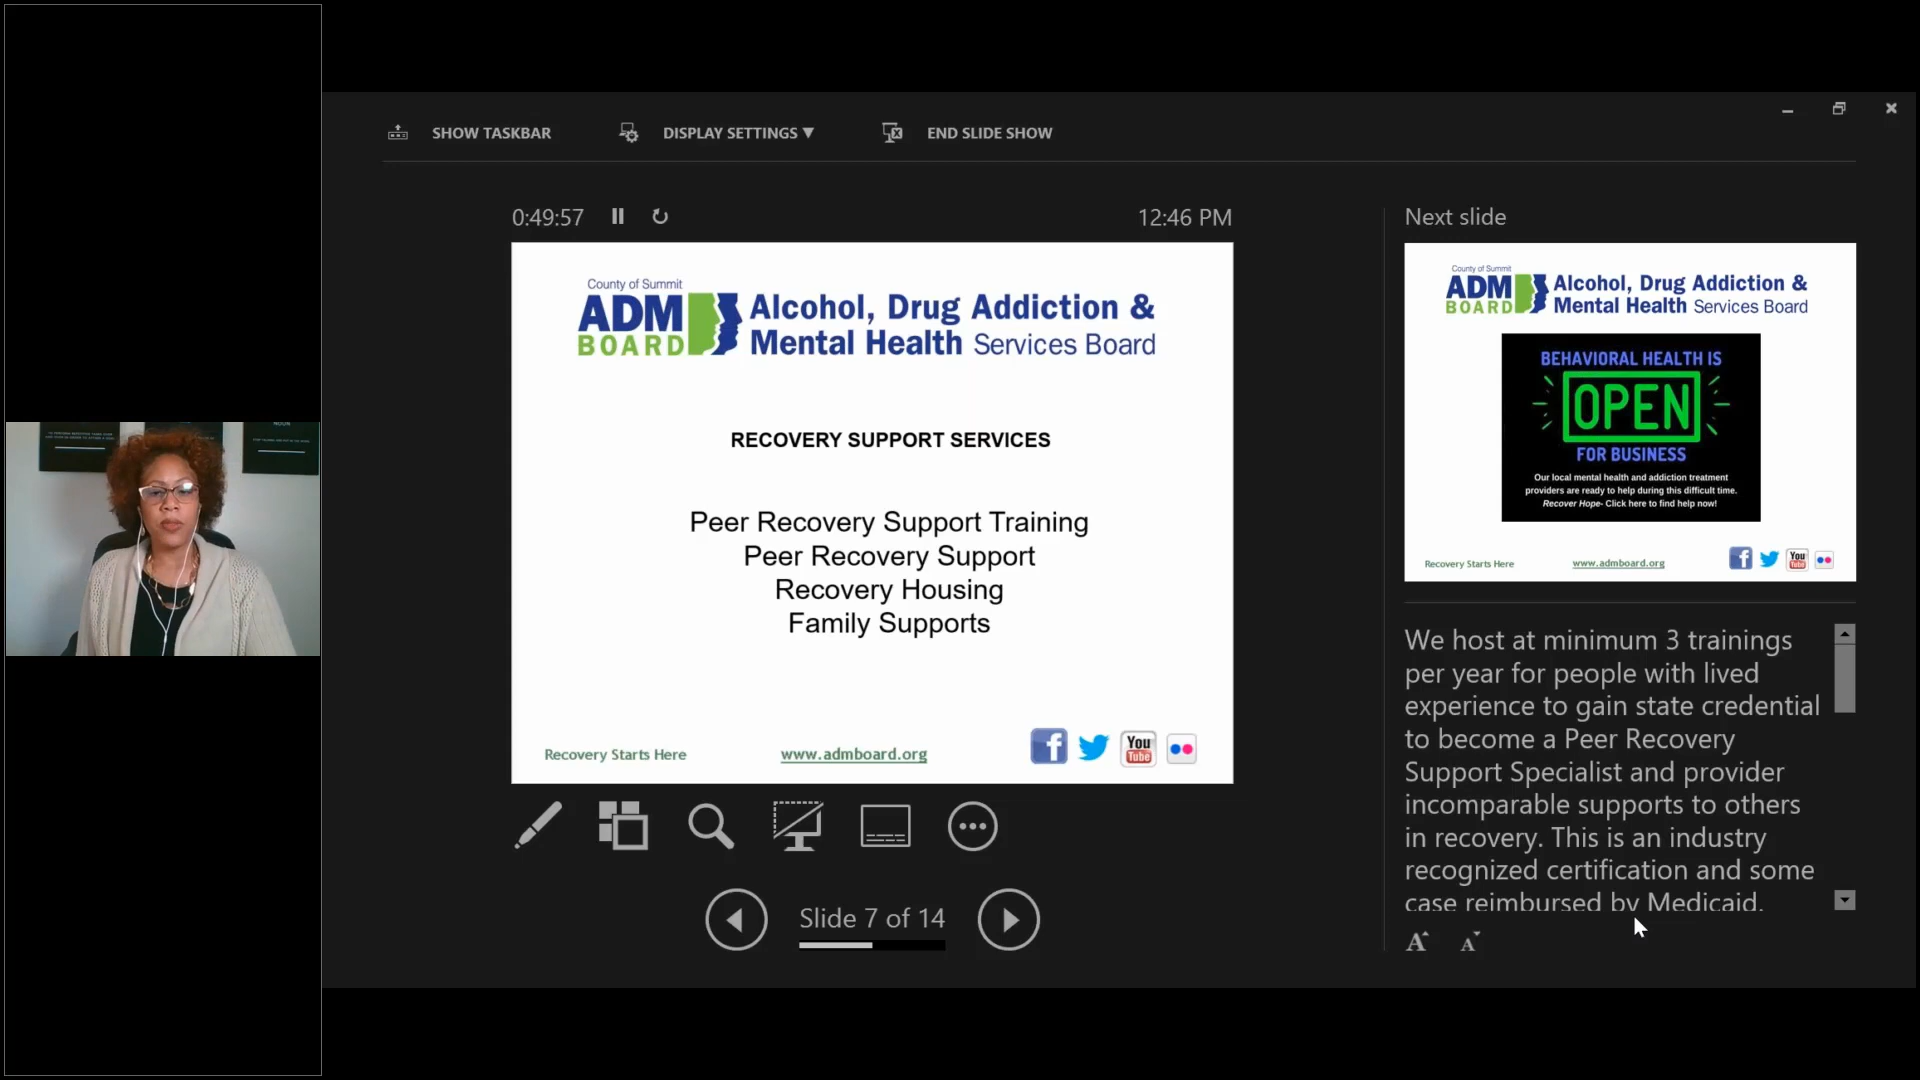 SHOW TASKBAR
DISPLAY SETTINGS ▼
END SLIDE SHOW
0:49:57
12:46 PM
County of Summit
ADM
BOARD
Alcohol, Drug Addiction &
Mental Health Services Board
RECOVERY SUPPORT SERVICES
Peer Recovery Support Training
Peer Recovery Support
Recovery Housing
Family Supports
Recovery Starts Here
www.admboard.org
f
You
Tube
Slide 7 of 14
Next slide
County of Summit
ADM
BOARD
Alcohol, Drug Addiction &
Mental Health Services Board
BEHAVIORAL HEALTH IS
OPEN
FOR BUSINESS
Our local mental health and addiction treatment
providers are ready to help during this difficult time.
Recover Hope- Click here to find help now!
Recovery Starts Here
www.admboard.org
f
You
Tube
We host at minimum 3 trainings
per year for people with lived
experience to gain state credential
to become a Peer Recovery
Support Specialist and provider
incomparable supports to others
in recovery. This is an industry
recognized certification and some
case reimbursed by Medicaid.
A A